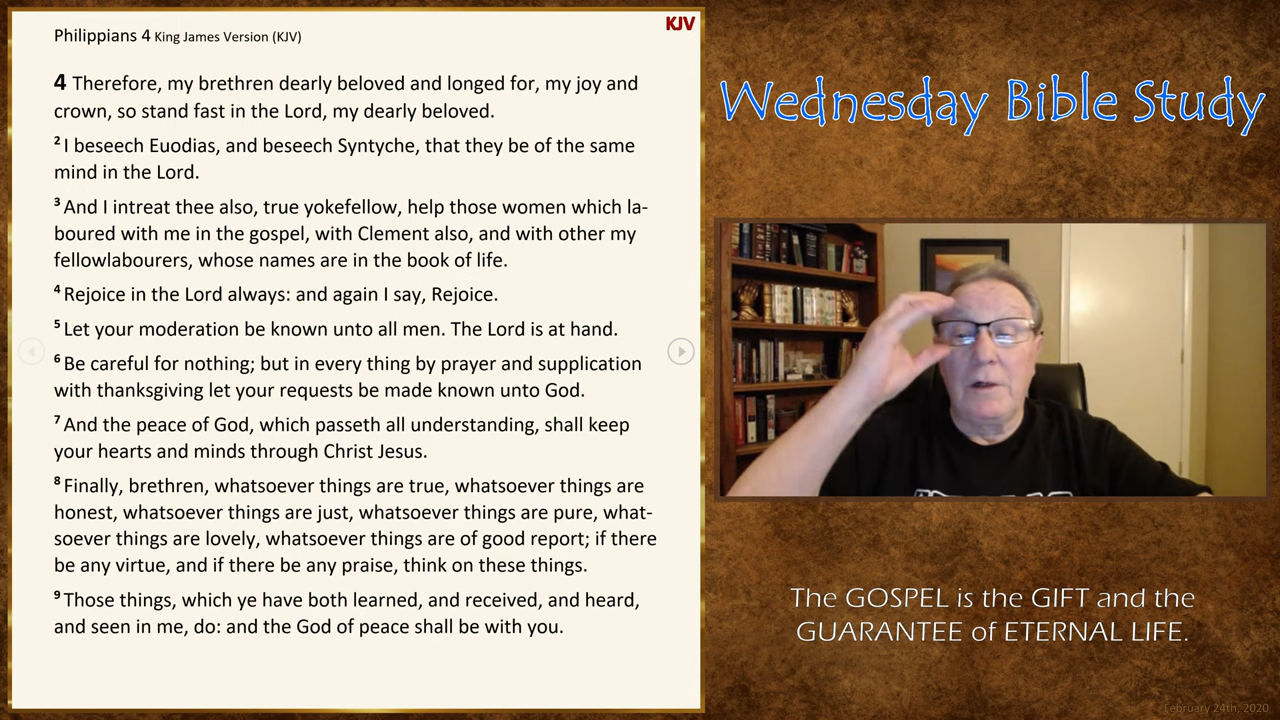 KJV
Philippians 4 King James Version (KJV)
4 Therefore, my brethren dearly beloved and longed for, my joy and
crown, so stand fast in the Lord, my dearly beloved.
2 I beseech Euodias, and beseech Syntyche, that they be of the same
mind in the Lord.
3 And I intreat thee also, true yokefellow, help those women which la-
boured with me in the gospel, with Clement also, and with other my
fellowlabourers, whose names are in the book of life.
4 Rejoice in the Lord always: and again I say, Rejoice.
5 Let your moderation be known unto all men. The Lord is at hand.
6 Be careful for nothing; but in every thing by prayer and supplication
with thanksgiving let your requests be made known unto God.
7 And the peace of God, which passeth all understanding, shall keep
your hearts and minds through Christ Jesus.
8 Finally, brethren, whatsoever things are true, whatsoever things are
honest, whatsoever things are just, whatsoever things are pure, what-
soever things are lovely, whatsoever things are of good report; if there
be any virtue, and if there be any praise, think on these things.
9 Those things, which ye have both learned, and received, and heard,
and seen in me, do: and the God of peace shall be with you.
Wednesday Bible Study
The GOSPEL is the GIFT and the
GUARANTEE of ETERNAL LIFE.
February 24th, 2020